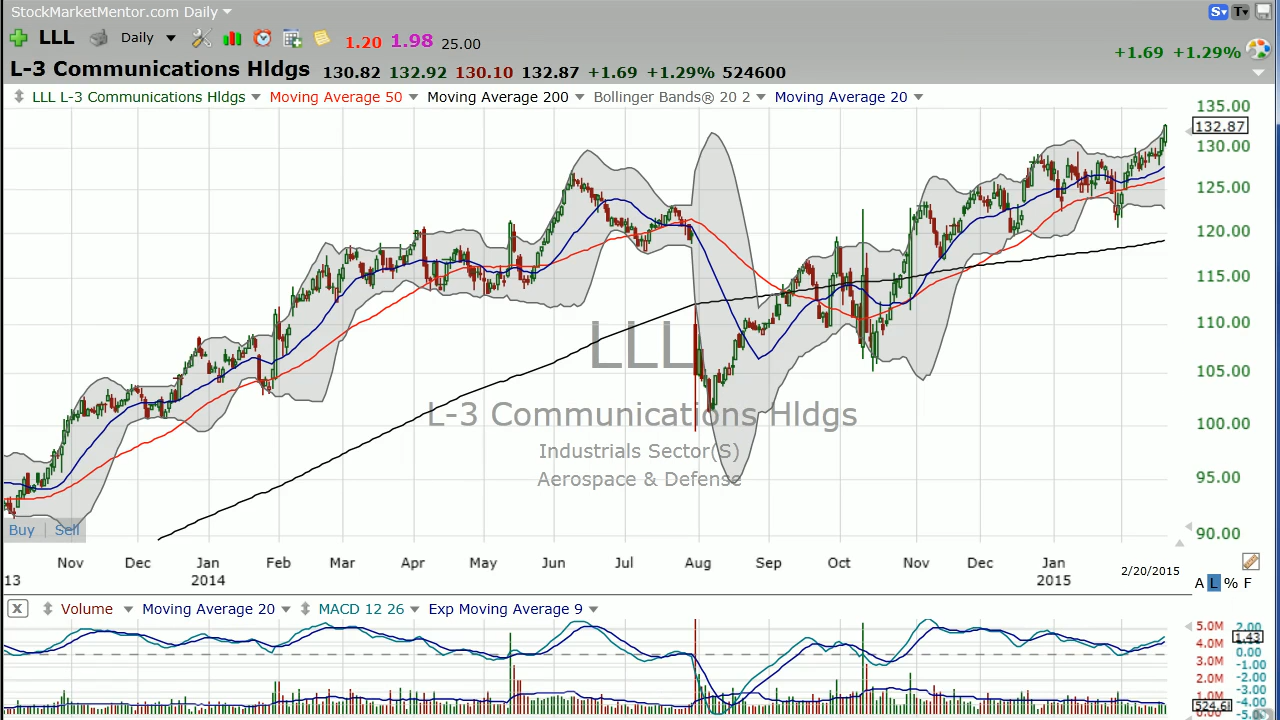 StockMarketMentor.com Daily S T
LLL Daily 1.20 1.98 25.00
+1.69 +1.29%
L-3 Communications Hldgs 130.82 132.92 130.10 132.87 +1.69 +1.29% 524600
LLL L-3 Communications Hldgs Moving Average 50 Moving Average 200 Bollinger Bands® 20 2 Moving Average 20
135.00
132.87
130.00
125.00
120.00
115.00
110.00
105.00
100.00
95.00
90.00
LLL
L-3 Communications Hldgs
Industrials Sector(S)
Aerospace & Defense
Buy Sell
Nov Dec Jan Feb Mar Apr May Jun Jul Aug Sep Oct Nov Dec Jan
13 2014 2015 2/20/2015
A L % F
X Volume Moving Average 20 MACD 12 26 Exp Moving Average 9
5.0M 2.00
4.0M 1.43
3.0M 0.00
-1.00
2.0M -2.00
1.0M -3.00
524.6 -4.00